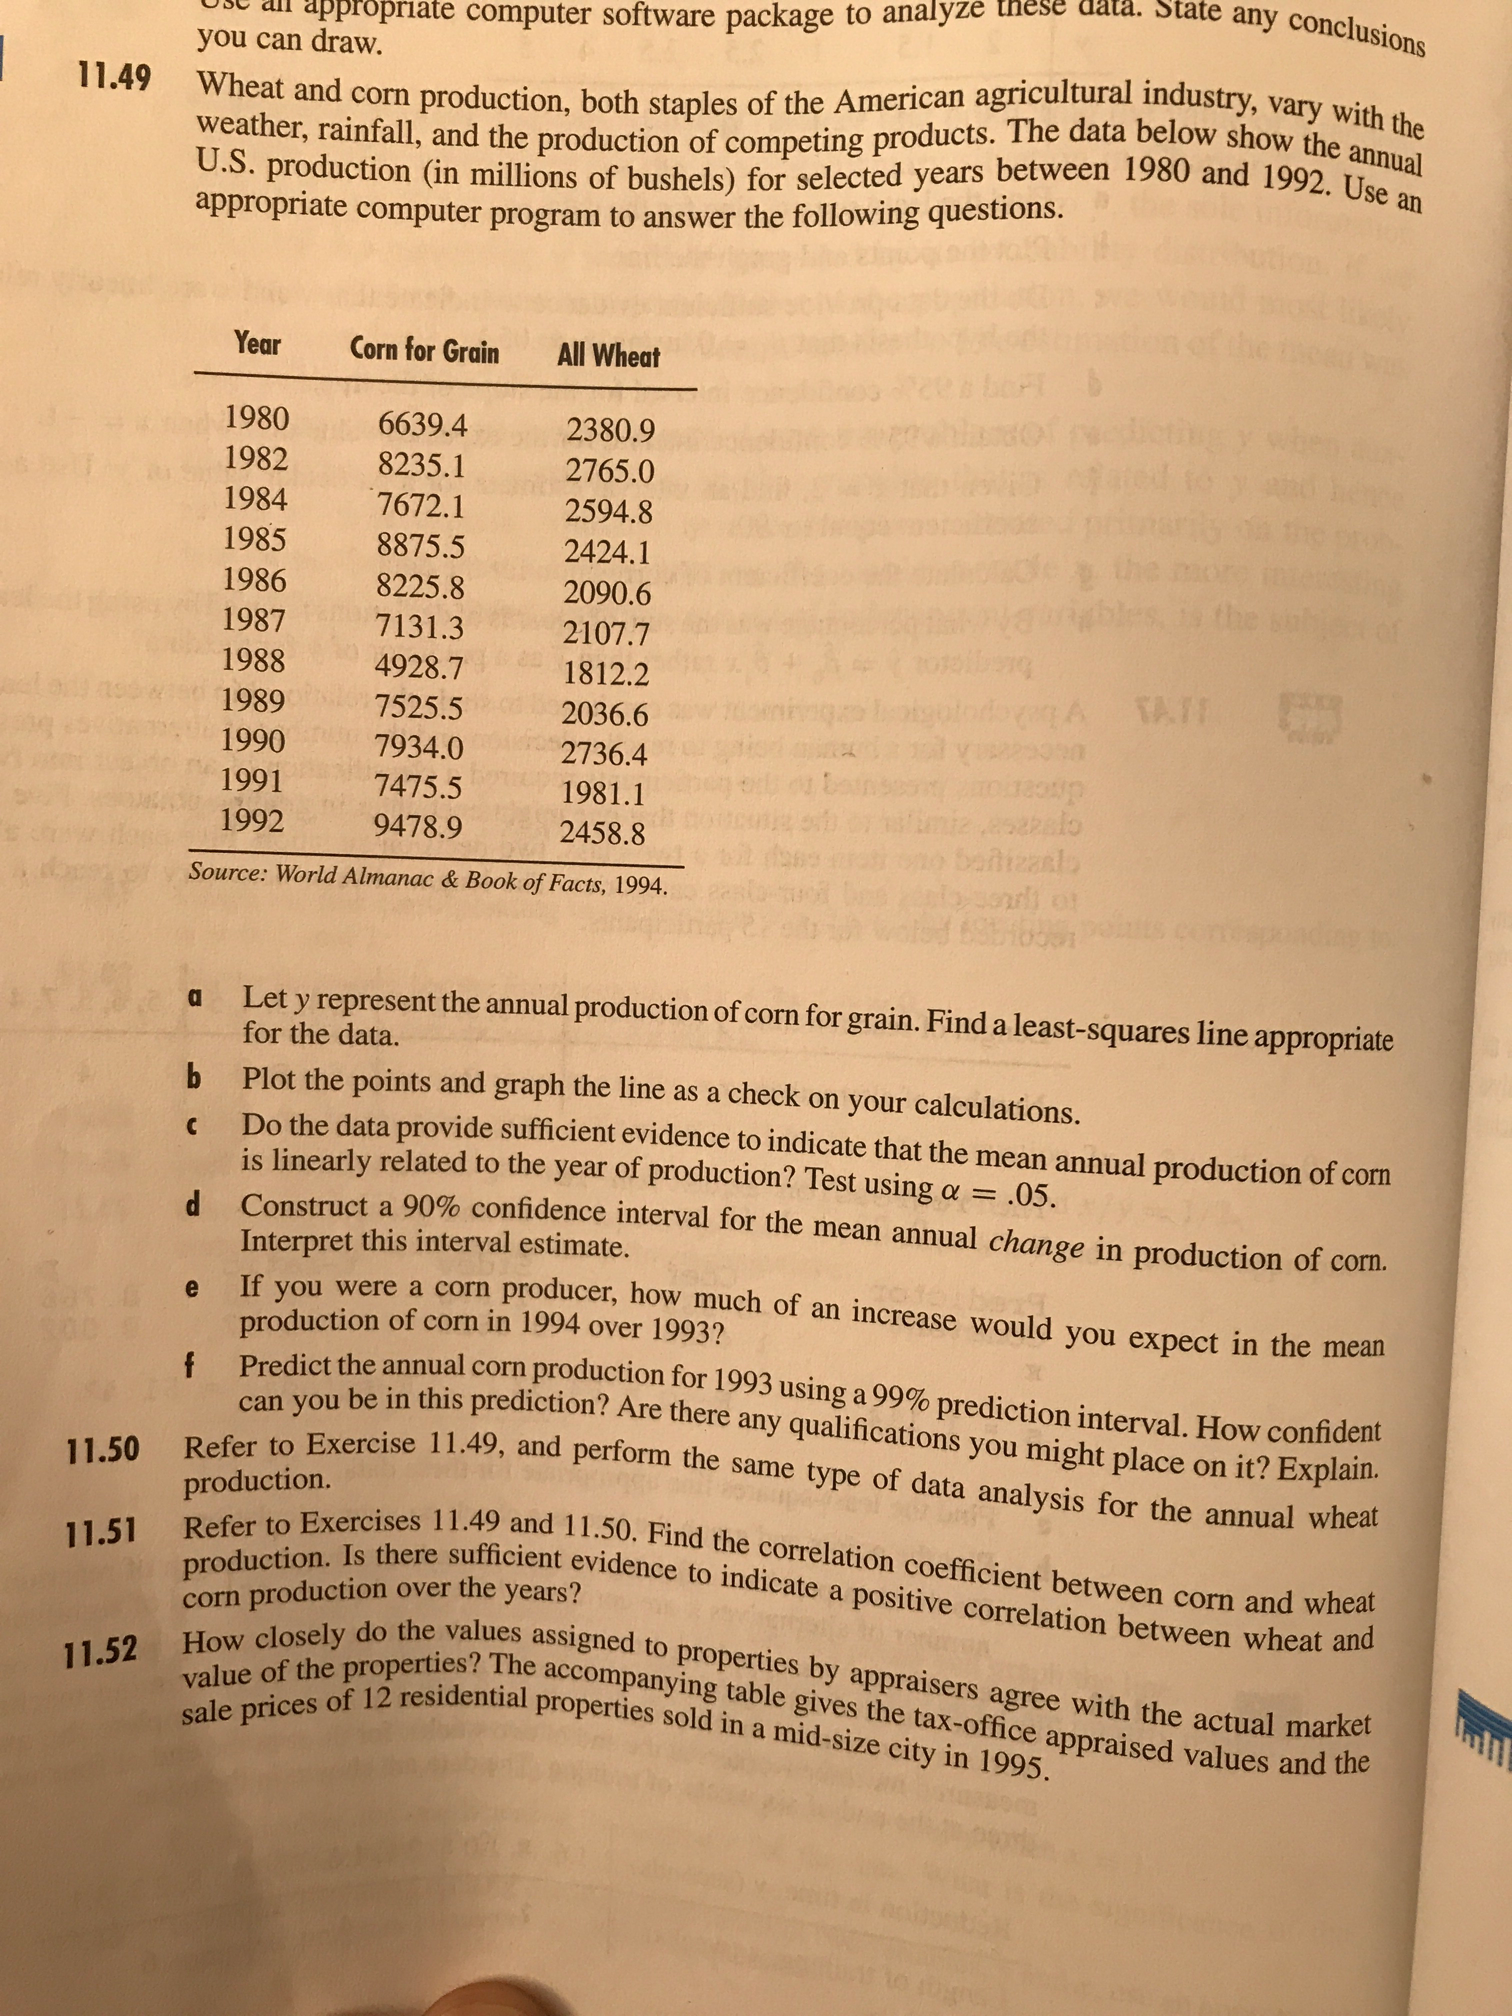 Use an appropriate computer software package to analyze these data. State any conclusions
you can draw.
11.49 Wheat and corn production, both staples of the American agricultural industry, vary with the
weather, rainfall, and the production of competing products. The data below show the annual
U.S. production (in millions of bushels) for selected years between 1980 and 1992. Use an
appropriate computer program to answer the following questions.
Year Corn for Grain All Wheat
1980 6639.4 2380.9
1982 8235.1 2765.0
1984 7672.1 2594.8
1985 8875.5 2424.1
1986 8225.8 2090.6
1987 7131.3 2107.7
1988 4928.7 1812.2
1989 7525.5 2036.6
1990 7934.0 2736.4
1991 7475.5 1981.1
1992 9478.9 2458.8
Source: World Almanac & Book of Facts, 1994.
a Let y represent the annual production of corn for grain. Find a least-squares line appropriate
for the data.
b Plot the points and graph the line as a check on your calculations.
c Do the data provide sufficient evidence to indicate that the mean annual production of corn
is linearly related to the year of production? Test using α = .05.
d Construct a 90% confidence interval for the mean annual change in production of corn.
Interpret this interval estimate.
e If you were a corn producer, how much of an increase would you expect in the mean
production of corn in 1994 over 1993?
f Predict the annual corn production for 1993 using a 99% prediction interval. How confident
can you be in this prediction? Are there any qualifications you might place on it? Explain.
11.50 Refer to Exercise 11.49, and perform the same type of data analysis for the annual wheat
production.
11.51 Refer to Exercises 11.49 and 11.50. Find the correlation coefficient between corn and wheat
production. Is there sufficient evidence to indicate a positive correlation between wheat and
corn production over the years?
11.52 How closely do the values assigned to properties by appraisers agree with the actual market
value of the properties? The accompanying table gives the tax-office appraised values and the
sale prices of 12 residential properties sold in a mid-size city in 1995.